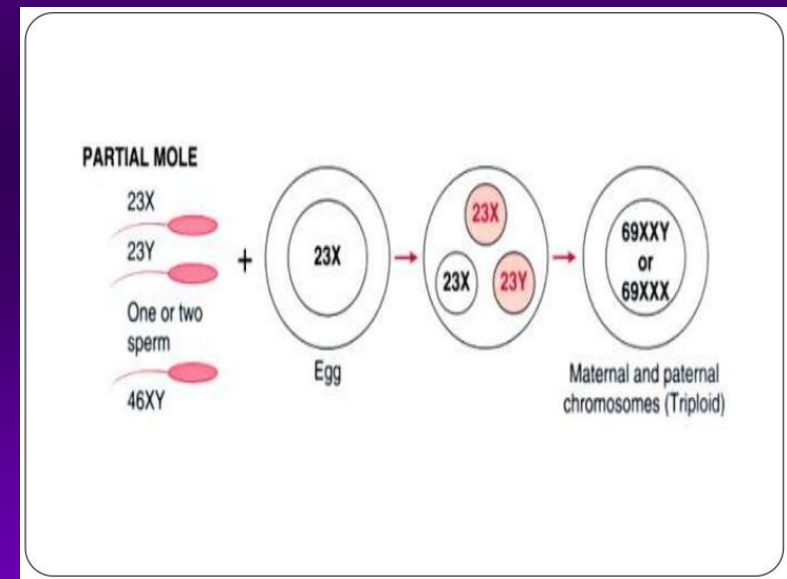 PARTIAL MOLE
23X
23Y
One or two
sperm
46XY
+
23X
Egg
23X
23X
23Y
69XXY
or
69XXX
Maternal and paternal
chromosomes (Triploid)